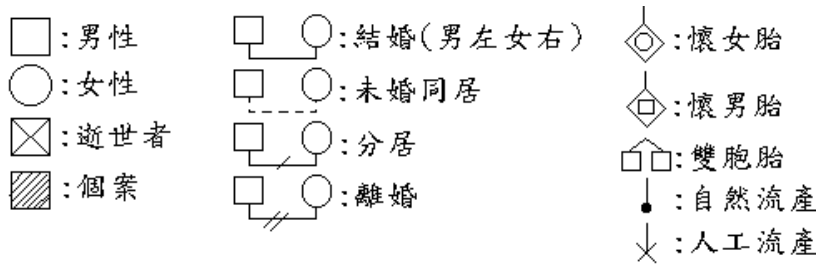 :男性
:女性
:逝世者
:個案
:結婚(男左女右)
:未婚同居
:分居
:離婚
:懷女胎
:懷男胎
:雙胞胎
:自然流產
:人工流產